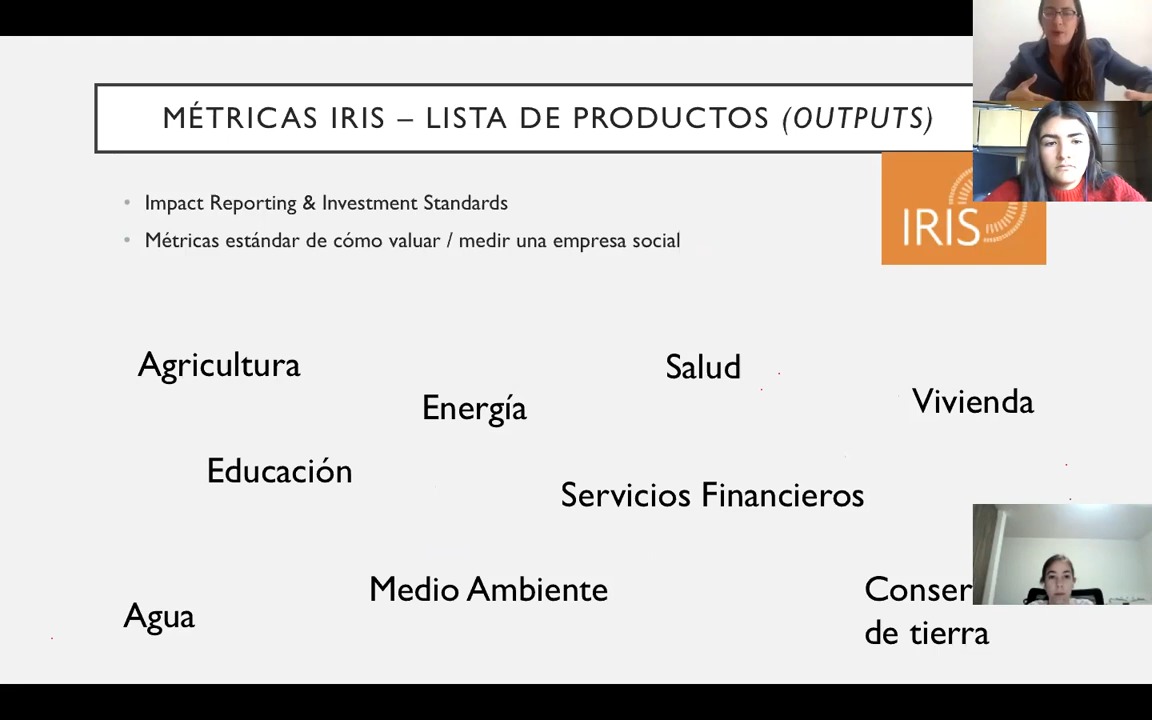 MÉTRICAS IRIS – LISTA DE PRODUCTOS (OUTPUTS)
• Impact Reporting & Investment Standards
• Métricas estándar de cómo valuar / medir una empresa social
IRIS
Agricultura
Salud
Energía
Vivienda
Educación
Servicios Financieros
Medio Ambiente
Agua
de tierra